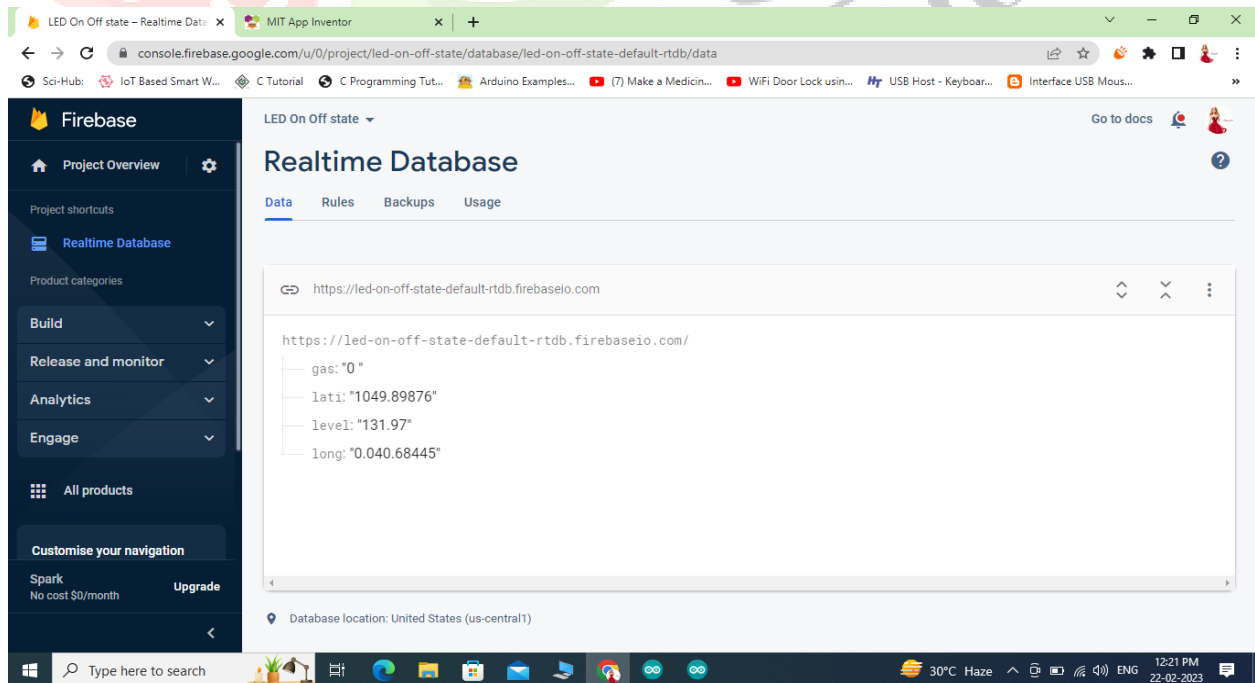 LED On Off state – Realtime Data
MIT App Inventor
console.firebase.google.com/u/0/project/led-on-off-state/database/led-on-off-state-default-rtdb/data
Sci-Hub:
IoT Based Smart W...
C Tutorial
C Programming Tut...
Arduino Examples...
(7) Make a Medicin...
WiFi Door Lock usin...
HT USB Host - Keyboar...
Interface USB Mous...
»
Firebase
LED On Off state
Go to docs
Project Overview
Realtime Database
Data Rules Backups Usage
Project shortcuts
Realtime Database
Product categories
Build
Release and monitor
Analytics
Engage
All products
Customise your navigation
Spark
No cost $0/month
Upgrade
https://led-on-off-state-default-rtdb.firebaseio.com
https://led-on-off-state-default-rtdb.firebaseio.com/
gas: "0 "
lati: "1049.89876"
level: "131.97"
long: "0.040.68445"
Database location: United States (us-central1)
Type here to search
30°C Haze
ENG
12:21 PM
22-02-2023